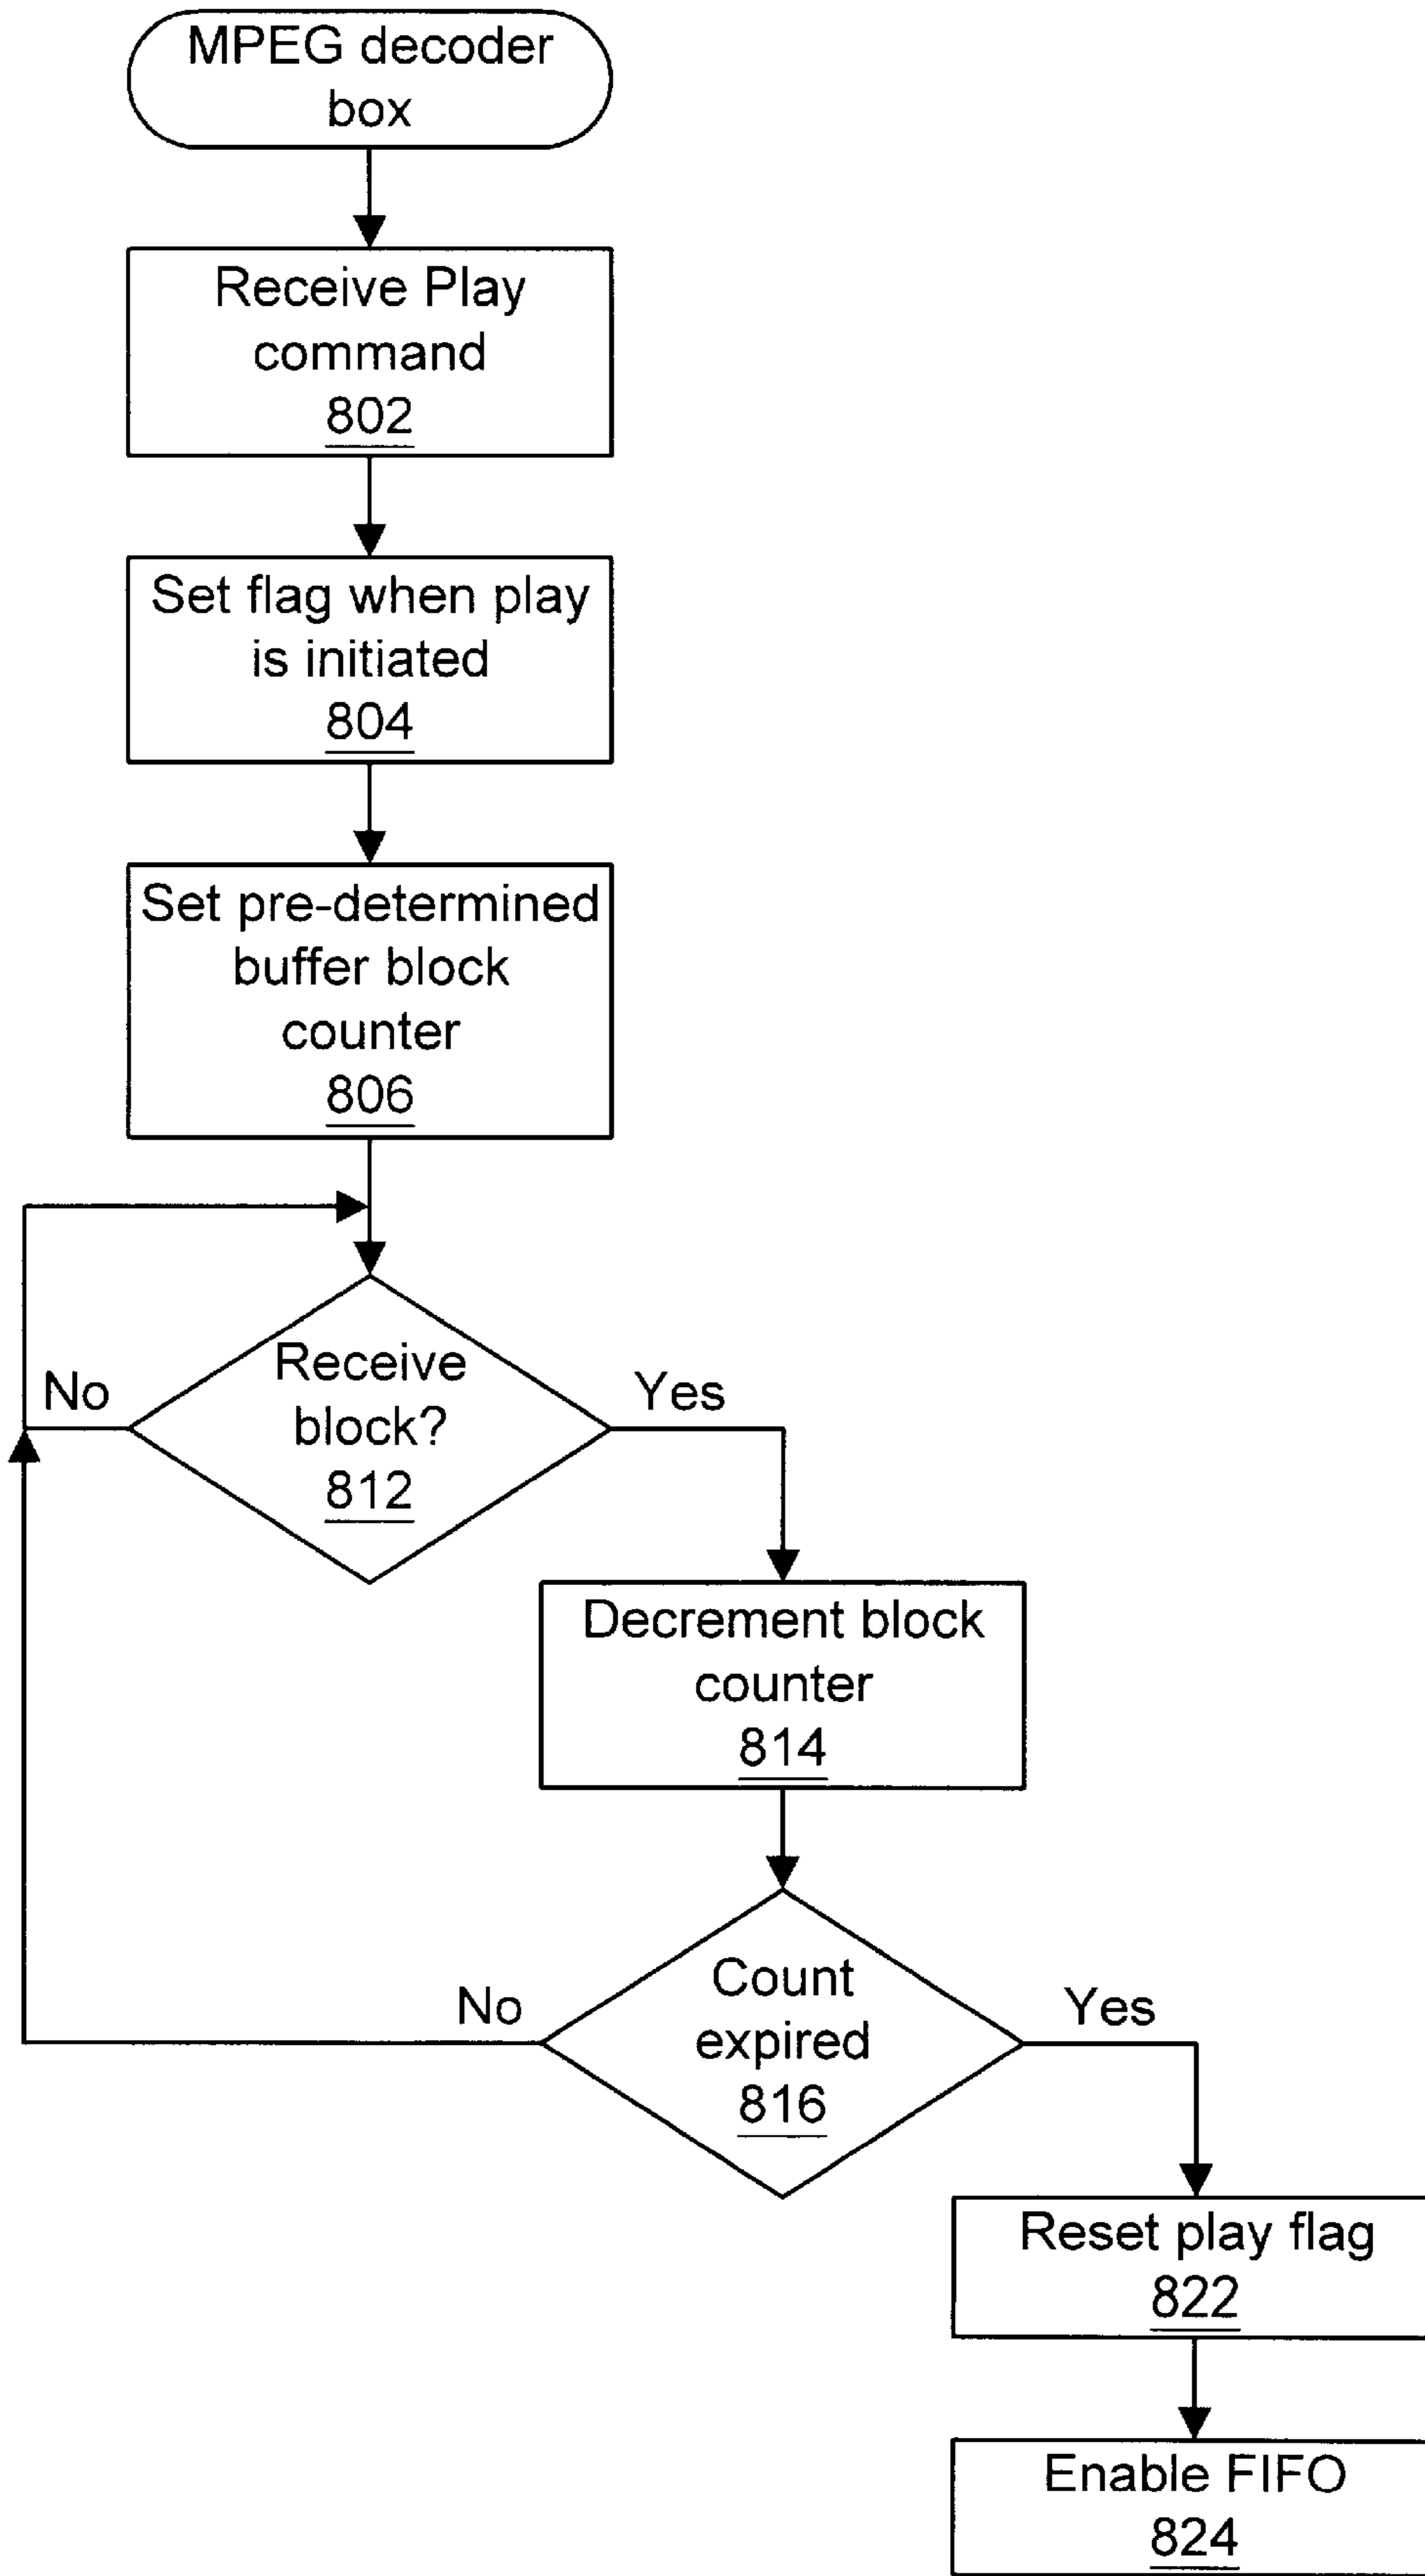 MPEG decoder
box
Receive Play
command
802
Set flag when play
is initiated
804
Set pre-determined
buffer block
counter
806
Receive
block?
812
No
Yes
Decrement block
counter
814
Count
expired
816
No
Yes
Reset play flag
822
Enable FIFO
824